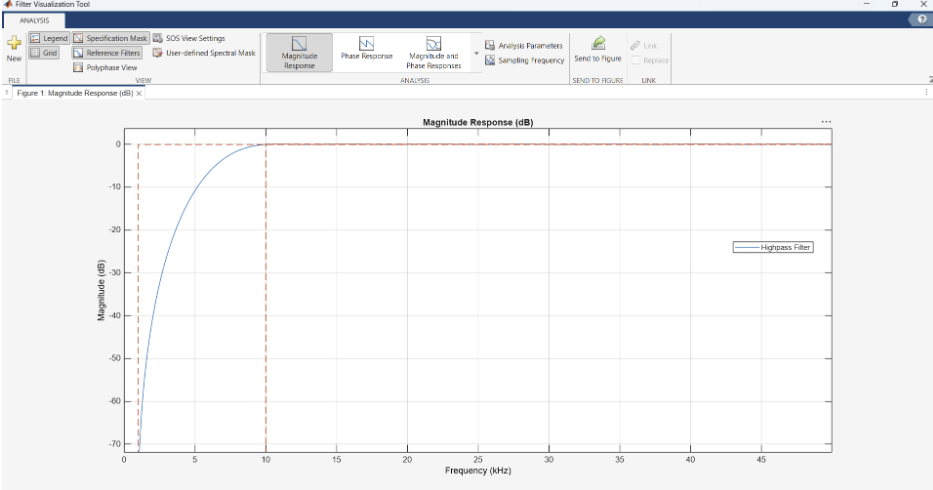 Filter Visualization Tool
ANALYSIS
New
Legend
Specification Mask
SOS View Settings
Grid
Reference Filters
User-defined Spectral Mask
Polyphase View
Magnitude
Response
Phase Response
Magnitude and
Phase Responses
Analysis Parameters
Sampling Frequency
Send to Figure
Link
Replace
FILE
VIEW
ANALYSIS
SEND TO FIGURE
LINK
Figure 1: Magnitude Response (dB)
Magnitude Response (dB)
Magnitude (dB)
0
-10
-20
-30
-40
-50
-60
-70
Highpass Filter
0 5 10 15 20 25 30 35 40 45
Frequency (kHz)